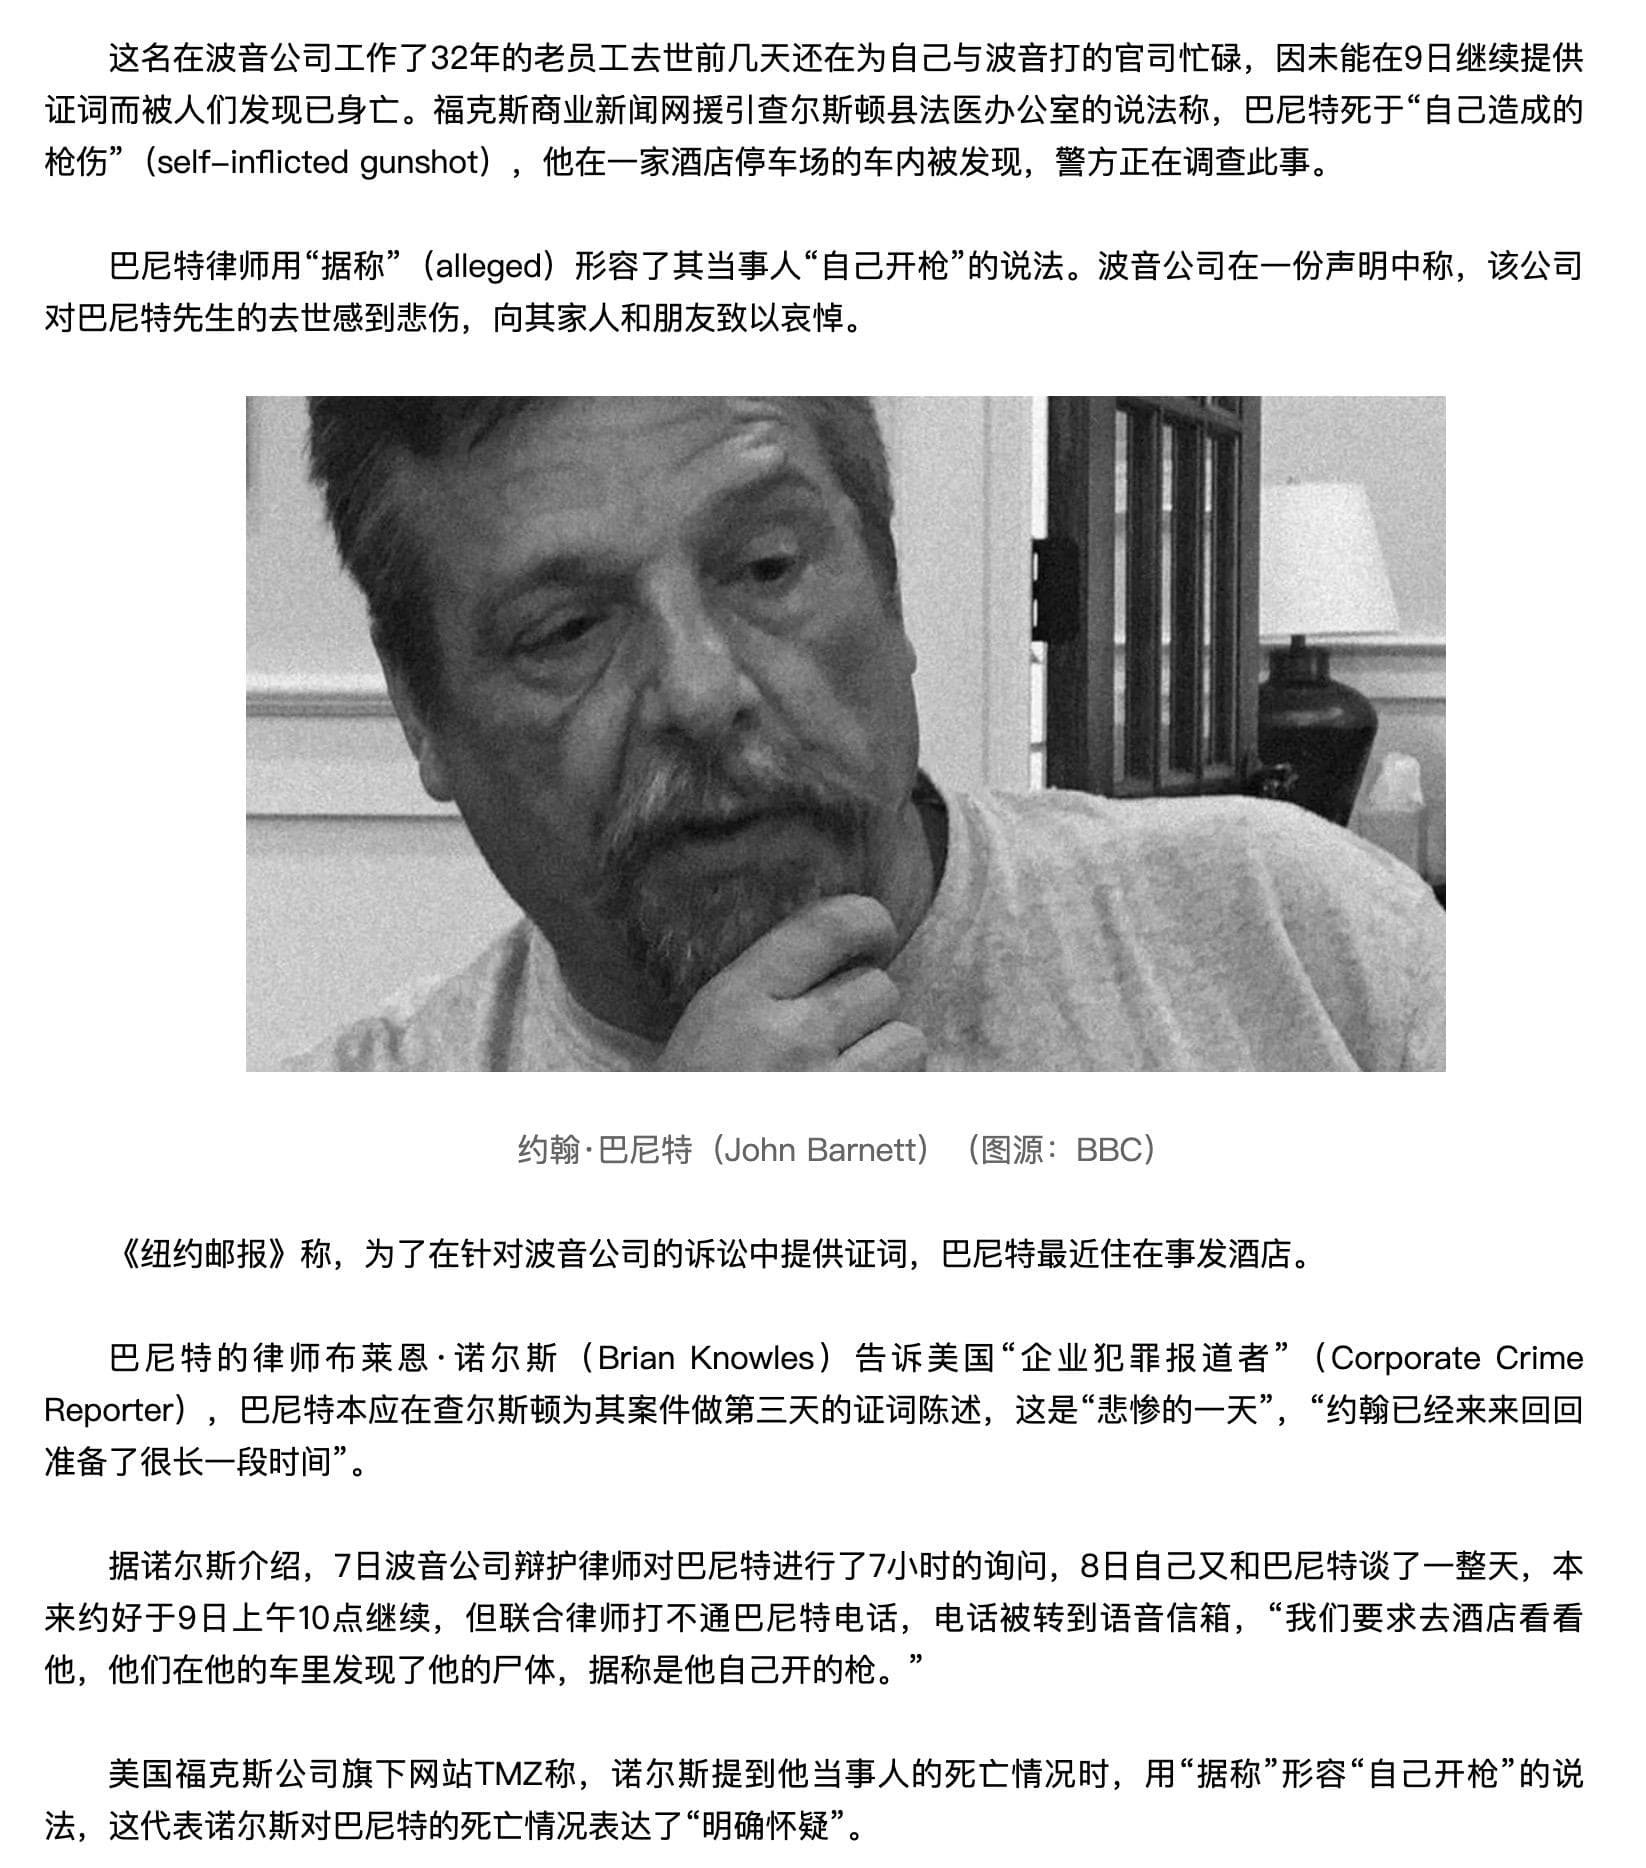 这名在波音公司工作了32年的老员工去世前几天还在为自己与波音打的官司忙碌，因未能在9日继续提供
证词而被人们发现已身亡。福克斯商业新闻网援引查尔斯顿县法医办公室的说法称，巴尼特死于“自己造成的
枪伤”（self-inflicted gunshot），他在一家酒店停车场的车内被发现，警方正在调查此事。
巴尼特律师用“据称”（alleged）形容了其当事人“自己开枪”的说法。波音公司在一份声明中称，该公司
对巴尼特先生的去世感到悲伤，向其家人和朋友致以哀悼。
约翰·巴尼特（John Barnett）（图源：BBC）
《纽约邮报》称，为了在针对波音公司的诉讼中提供证词，巴尼特最近住在事发酒店。
巴尼特的律师布莱恩·诺尔斯（Brian Knowles）告诉美国“企业犯罪报道者”（Corporate Crime
Reporter），巴尼特本应在查尔斯顿为其案件做第三天的证词陈述，这是“悲惨的一天”，“约翰已经来来回回
准备了很长一段时间”。
据诺尔斯介绍，7日波音公司辩护律师对巴尼特进行了7小时的询问，8日自己又和巴尼特谈了一整天，本
来约好于9日上午10点继续，但联合律师打不通巴尼特电话，电话被转到语音信箱，“我们要求去酒店看看
他，他们在他的车里发现了他的尸体，据称是他自己开的枪。”
美国福克斯公司旗下网站TMZ称，诺尔斯提到他当事人的死亡情况时，用“据称”形容“自己开枪”的说
法，这代表诺尔斯对巴尼特的死亡情况表达了“明确怀疑”。